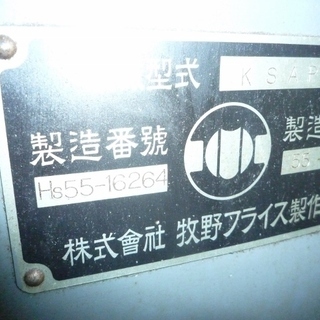 型式 KSAP
製造番號 製造
Hs55-16264 55-
株式會社 牧野フライス製作